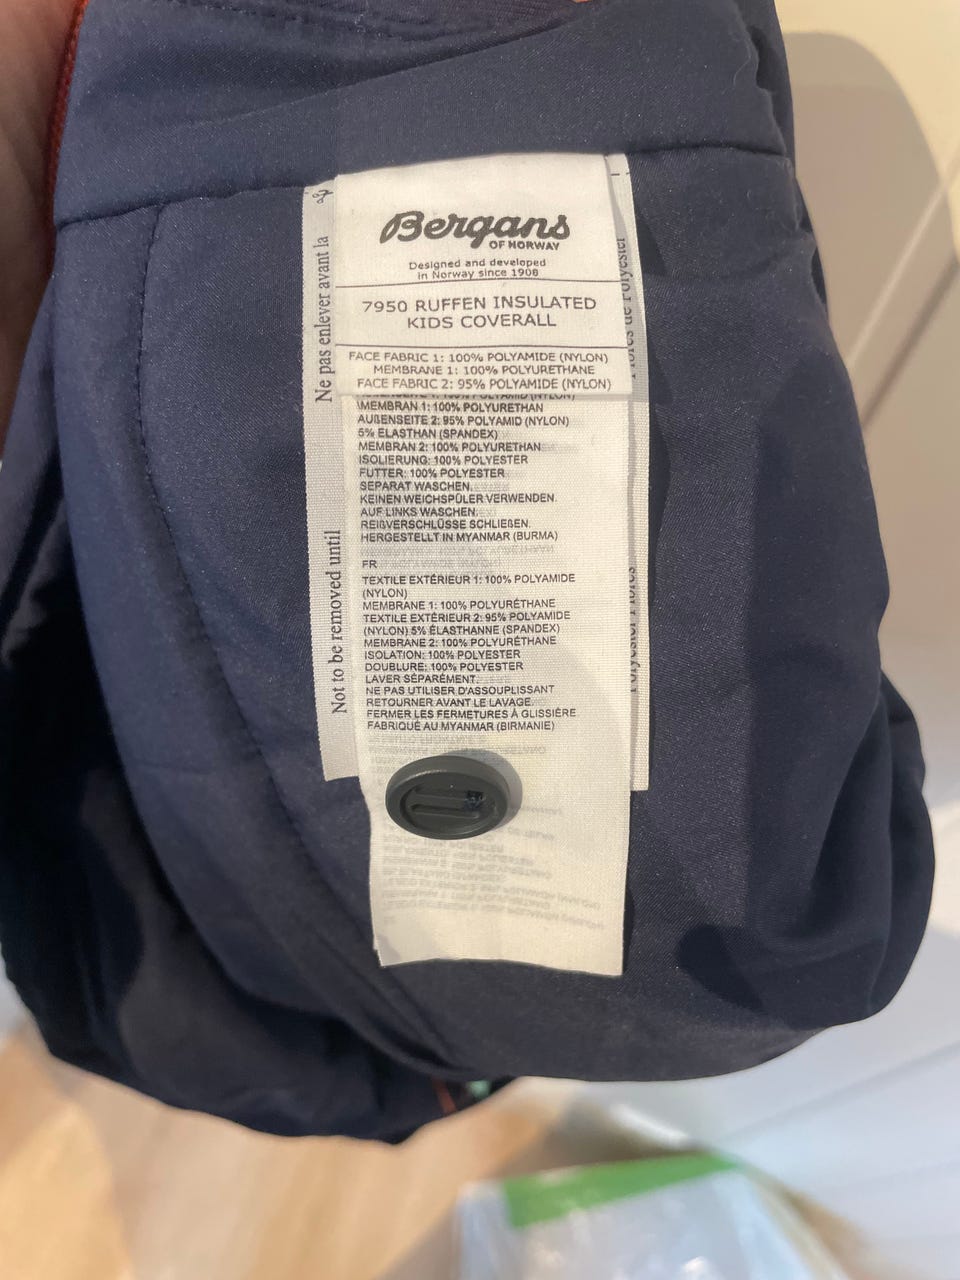 Bergans
OF NORWAY
Designed and developed
in Norway since 1908
7950 RUFFEN INSULATED
KIDS COVERALL
FACE FABRIC 1: 100% POLYAMIDE (NYLON)
MEMBRANE 1: 100% POLYURETHANE
FACE FABRIC 2: 95% POLYAMIDE (NYLON)
MEMBRAN 1: 100% POLYURETHAN
AUßENSEITE 2: 95% POLYAMID (NYLON)
5% ELASTHAN (SPANDEX)
MEMBRAN 2: 100% POLYURETHAN
ISOLIERUNG: 100% POLYESTER
FUTTER: 100% POLYESTER
SEPARAT WASCHEN.
KEINEN WEICHSPÜLER VERWENDEN.
AUF LINKS WASCHEN.
REIßVERSCHLÜSSE SCHLIEßEN.
HERGESTELLT IN MYANMAR (BURMA)
FR
TEXTILE EXTÉRIEUR 1: 100% POLYAMIDE
(NYLON)
MEMBRANE 1: 100% POLYURÉTHANE
TEXTILE EXTÉRIEUR 2: 95% POLYAMIDE
(NYLON) 5% ÉLASTHANNE (SPANDEX)
MEMBRANE 2: 100% POLYURÉTHANE
ISOLATION: 100% POLYESTER
DOUBLURE: 100% POLYESTER
LAVER SÉPARÉMENT.
NE PAS UTILISER D'ASSOUPLISSANT
RETOURNER AVANT LE LAVAGE.
FERMER LES FERMETURES À GLISSIÈRE
FABRIQUÉ AU MYANMAR (BIRMANIE)
Ne pas enlever avant la
Not to be removed until
de Polyester